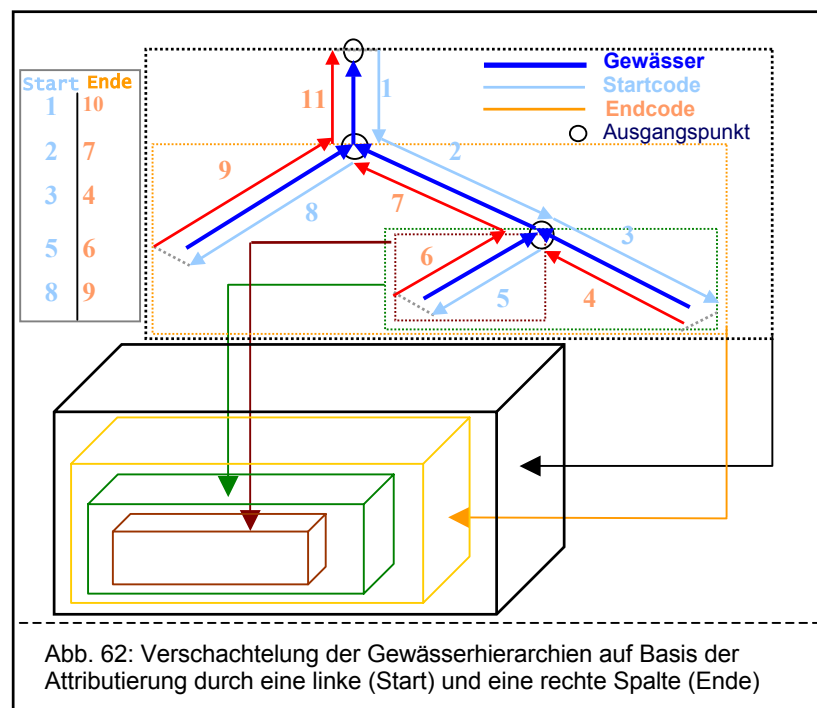 Start Ende
1 10
2 7
3 4
5 6
8 9
Gewässer
Startcode
Endcode
Ausgangspunkt
11 1
2
9
8
7
3
6
5
4
Abb. 62: Verschachtelung der Gewässerhierarchien auf Basis der
Attributierung durch eine linke (Start) und eine rechte Spalte (Ende)